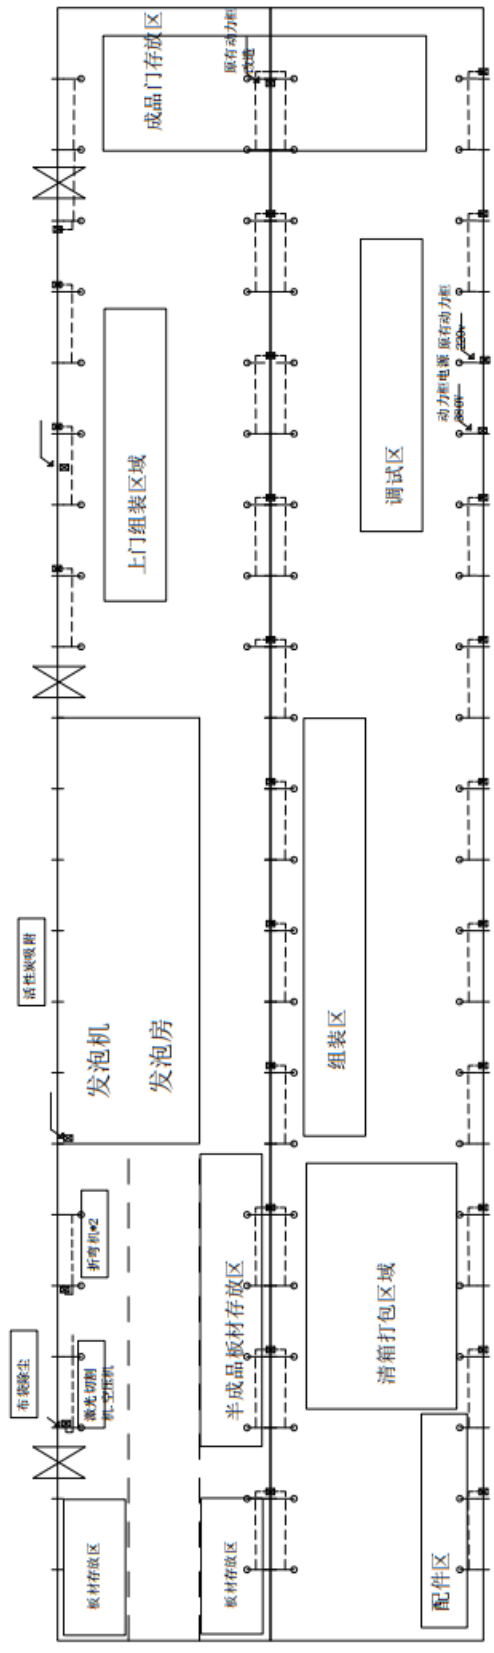 成品门存放区
原有动力柜
改造
上门组装区域
调试区
动力柜电源 原有动力柜
380V
220v
活性炭吸附
发泡机
发泡房
组装区
折弯机*2
布袋除尘
激光切割
机-空压机
半成品板材存放区
清箱打包区域
板材存放区
板材存放区
配件区